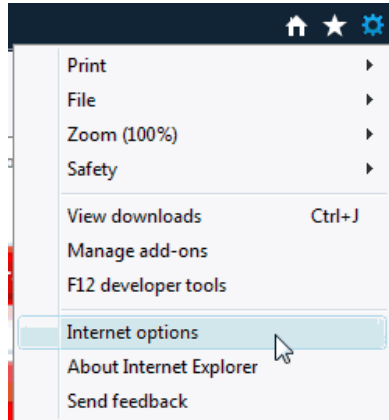 Print
File
Zoom (100%)
Safety
View downloads Ctrl+J
Manage add-ons
F12 developer tools
Internet options
About Internet Explorer
Send feedback